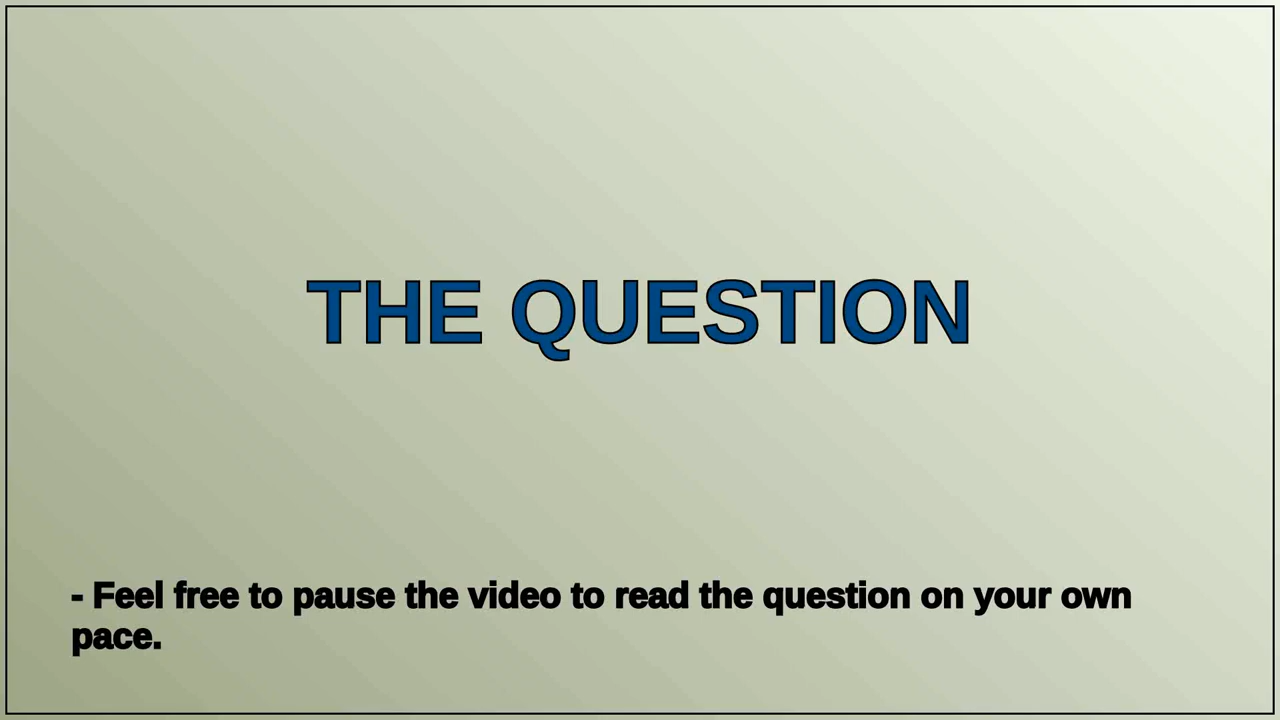 THE QUESTION
- Feel free to pause the video to read the question on your own
pace.